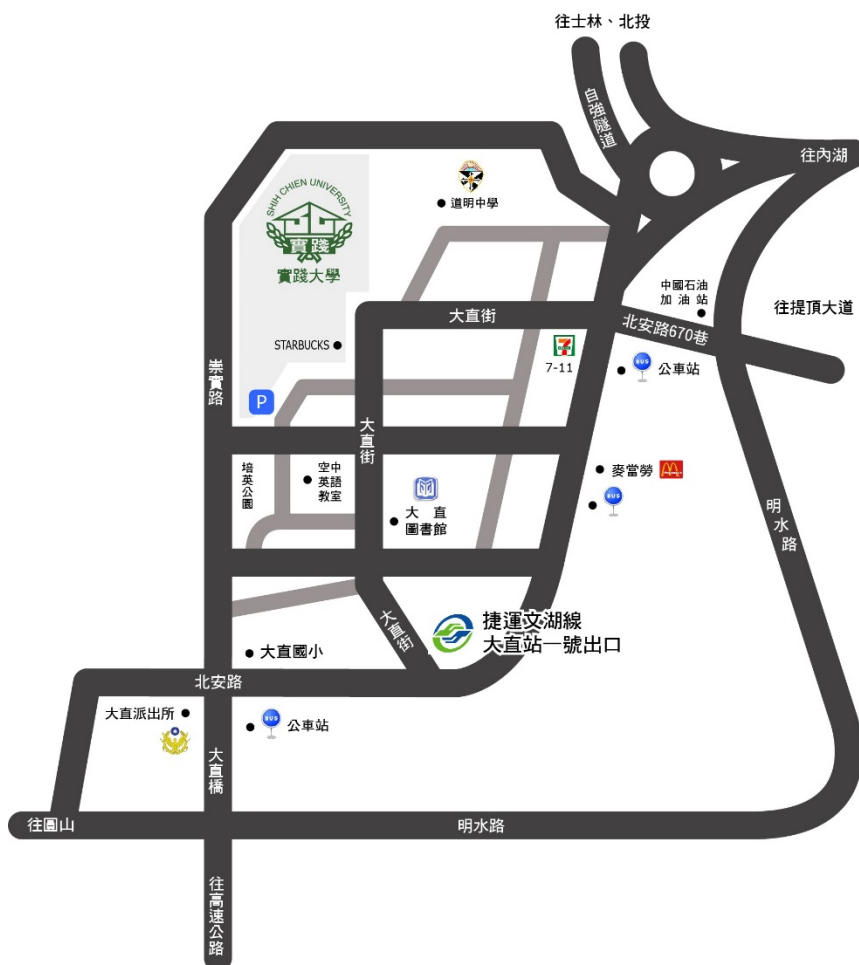 往士林、北投
自強隧道
往內湖
SHIH CHIEN UNIVERSITY
實踐
實踐大學
道明中學
中國石油
加油站
往提頂大道
大直街
北安路670巷
STARBUCKS
7
ELEVEN
7-11
BUS
公車站
崇實路
P
大直街
培英公園
空中
英語
教室
大直
圖書館
麥當勞
BUS
明水路
大直街
捷運文湖線
大直站一號出口
大直國小
北安路
大直派出所
BUS
公車站
大直橋
往圓山
明水路
往高速公路